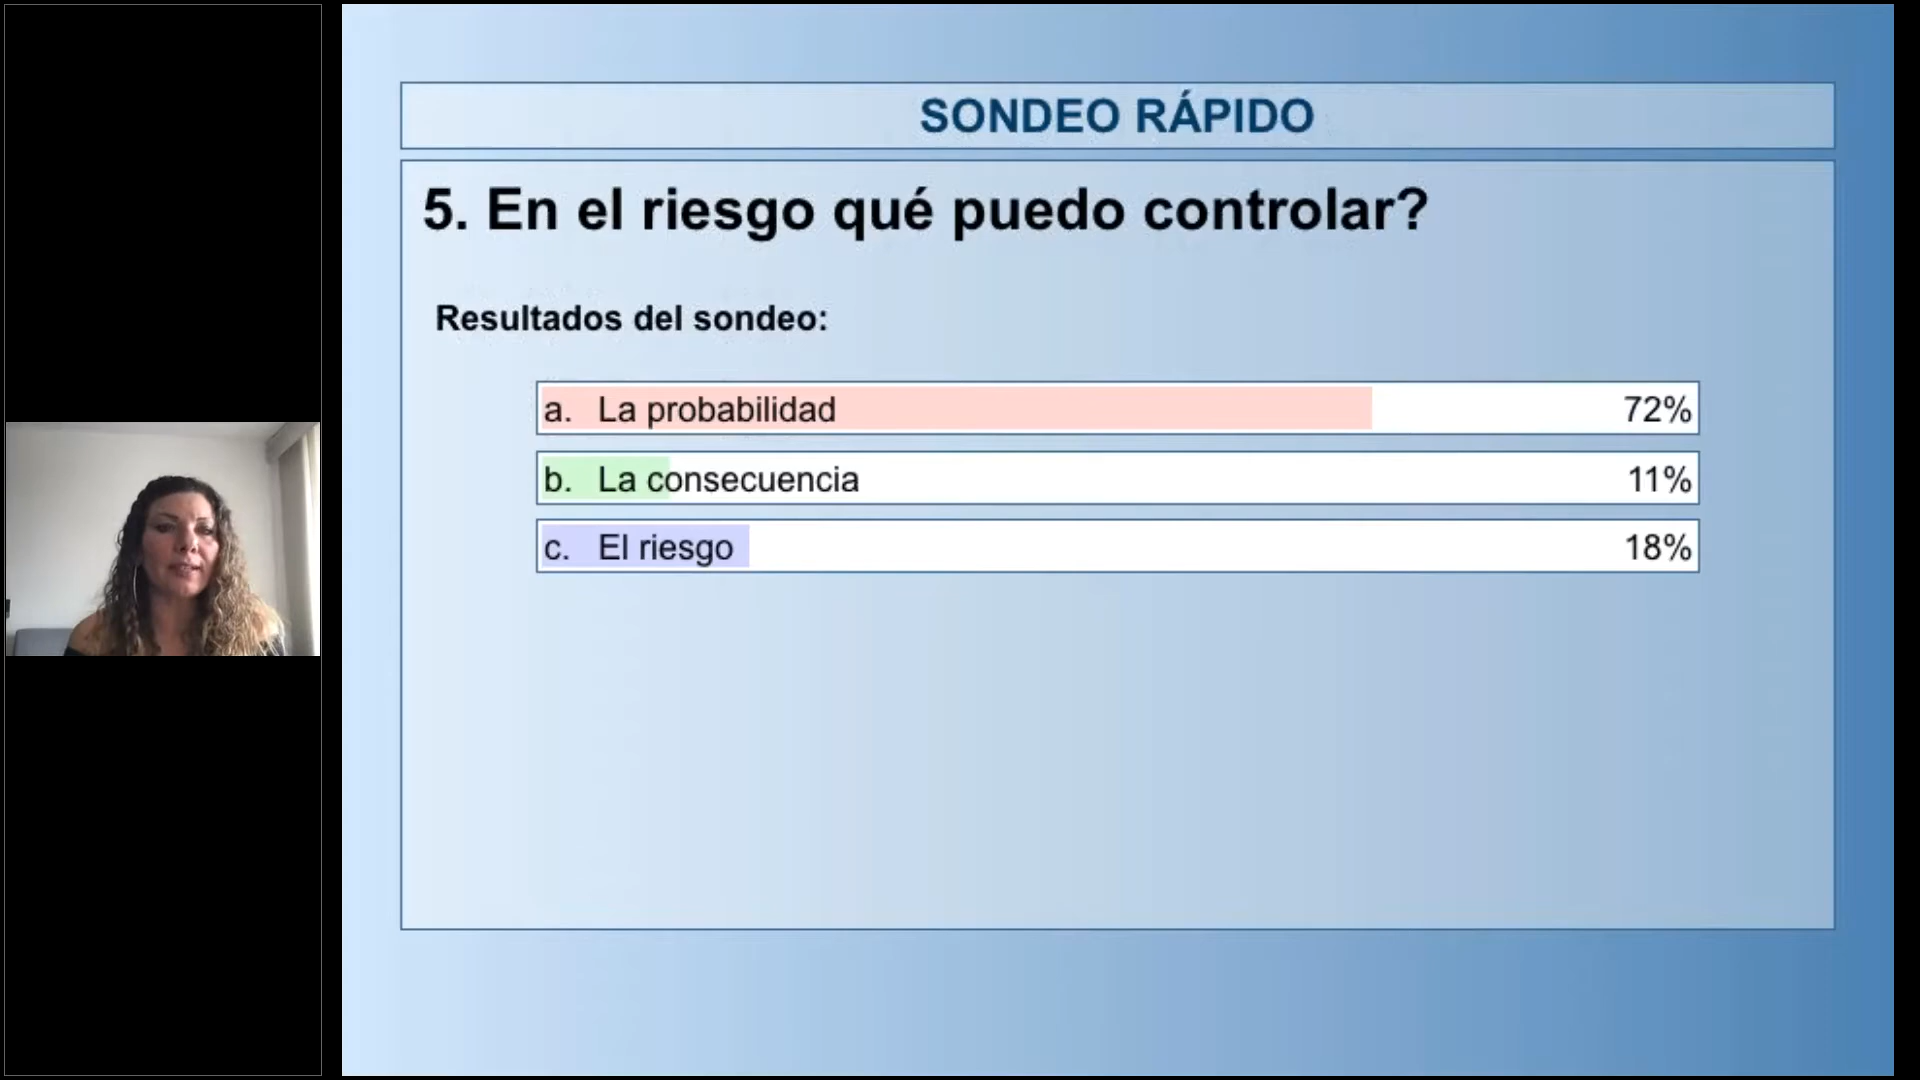 SONDEO RÁPIDO
5. En el riesgo qué puedo controlar?
Resultados del sondeo:
a. La probabilidad 72%
b. La consecuencia 11%
c. El riesgo 18%